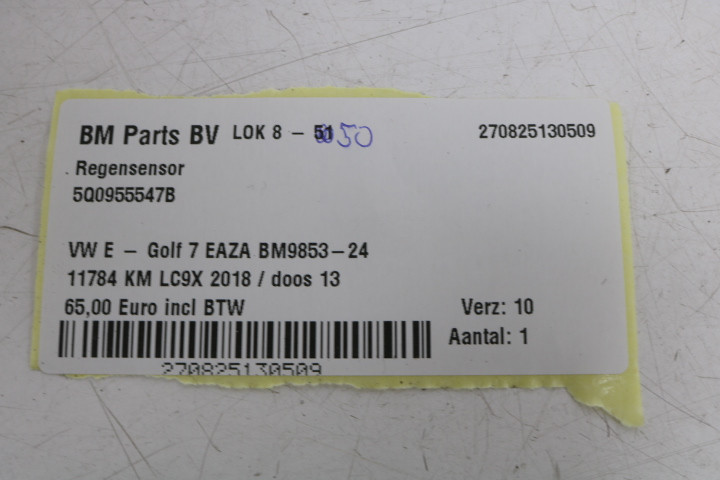 BM Parts BV LOK 8 - 51 50 270825130509
Regensensor
5Q0955547B
VW E - Golf 7 EAZA BM9853-24
11784 KM LC9X 2018 / doos 13
65,00 Euro incl BTW Verz: 10
Aantal: 1
270825130509